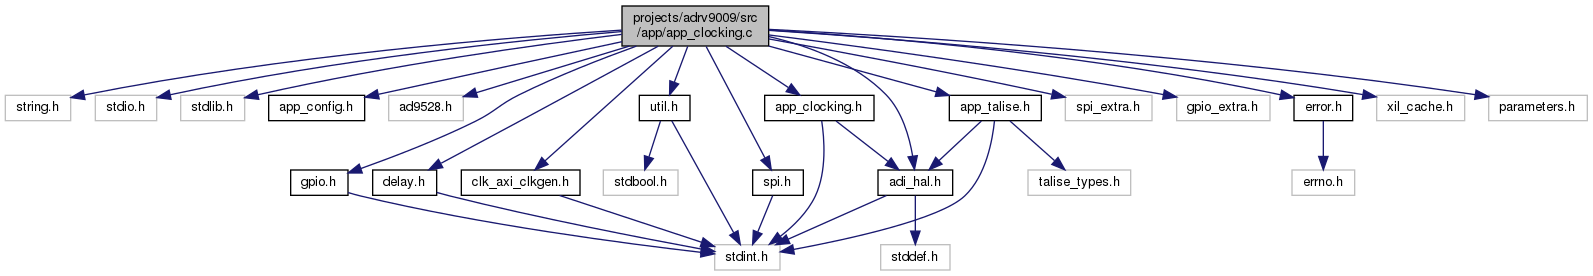 projects/adrv9009/src
/app/app_clocking.c
string.h
stdio.h
stdlib.h
app_config.h
ad9528.h
util.h
app_clocking.h
app_talise.h
spi_extra.h
gpio_extra.h
error.h
xil_cache.h
parameters.h
gpio.h
delay.h
clk_axi_clkgen.h
stdbool.h
spi.h
adi_hal.h
talise_types.h
errno.h
stdint.h
stddef.h